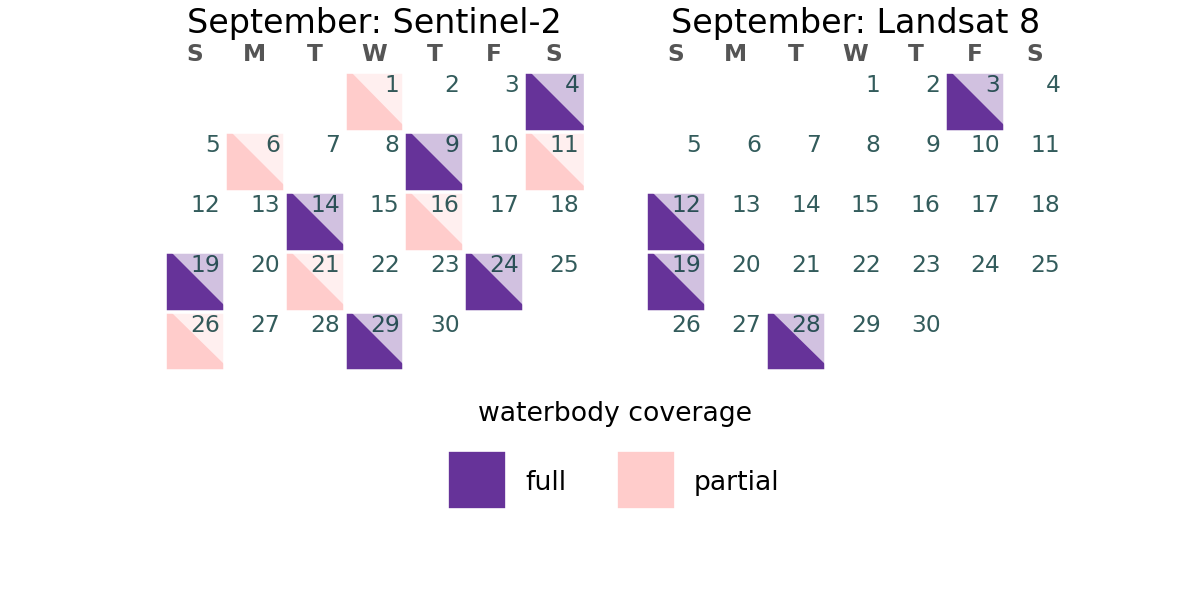 September: Sentinel-2
S M T W T F S
1 2 3 4
5 6 7 8 9 10 11
12 13 14 15 16 17 18
19 20 21 22 23 24 25
26 27 28 29 30
September: Landsat 8
S M T W T F S
1 2 3 4
5 6 7 8 9 10 11
12 13 14 15 16 17 18
19 20 21 22 23 24 25
26 27 28 29 30
waterbody coverage
full
partial